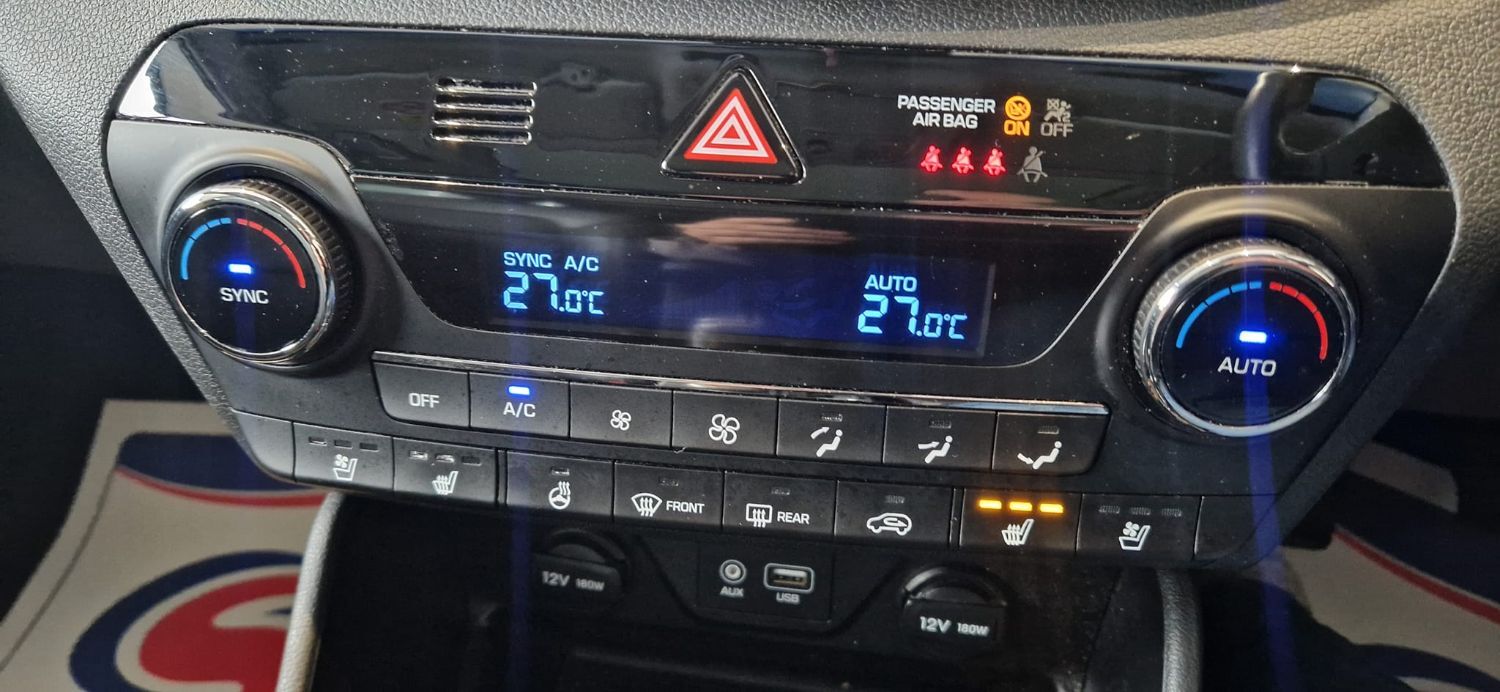 PASSENGER
AIR BAG
ON
OFF
SYNC A/C
27.0°C
AUTO
27.0°C
SYNC
AUTO
OFF
A/C
FRONT
REAR
12V 180W
AUX
USB
12V 180W